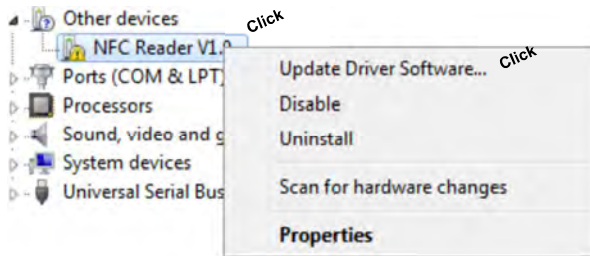 Other devices
Click
NFC Reader V1.0
Update Driver Software...
Click
Ports (COM & LPT)
Disable
Processors
Uninstall
Sound, video and g
System devices
Scan for hardware changes
Universal Serial Bus
Properties